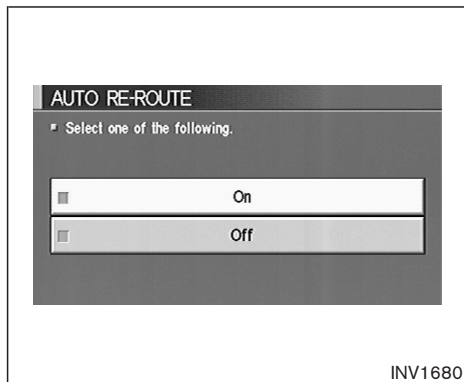 AUTO RE-ROUTE
Select one of the following.
On
Off
INV1680